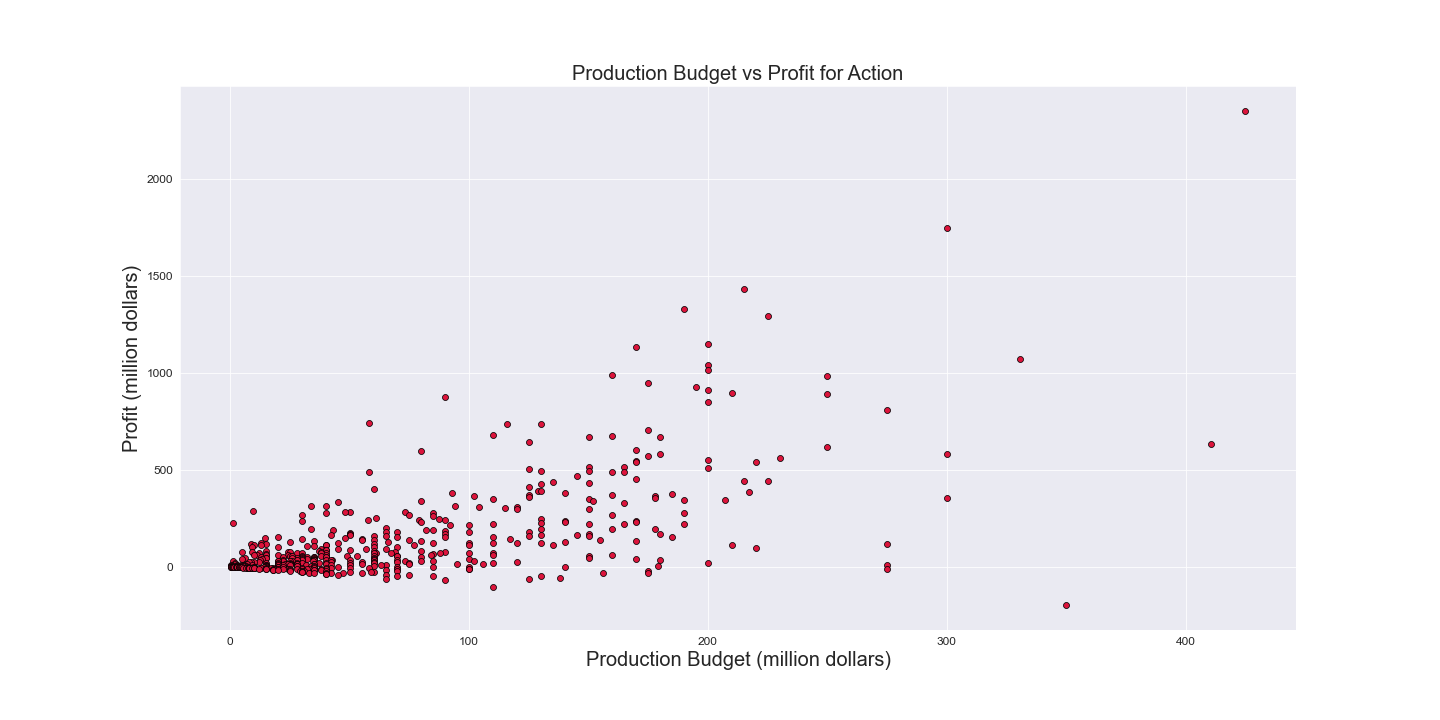 Production Budget vs Profit for Action
Profit (million dollars)
2000
1500
1000
500
0
0 100 200 300 400
Production Budget (million dollars)